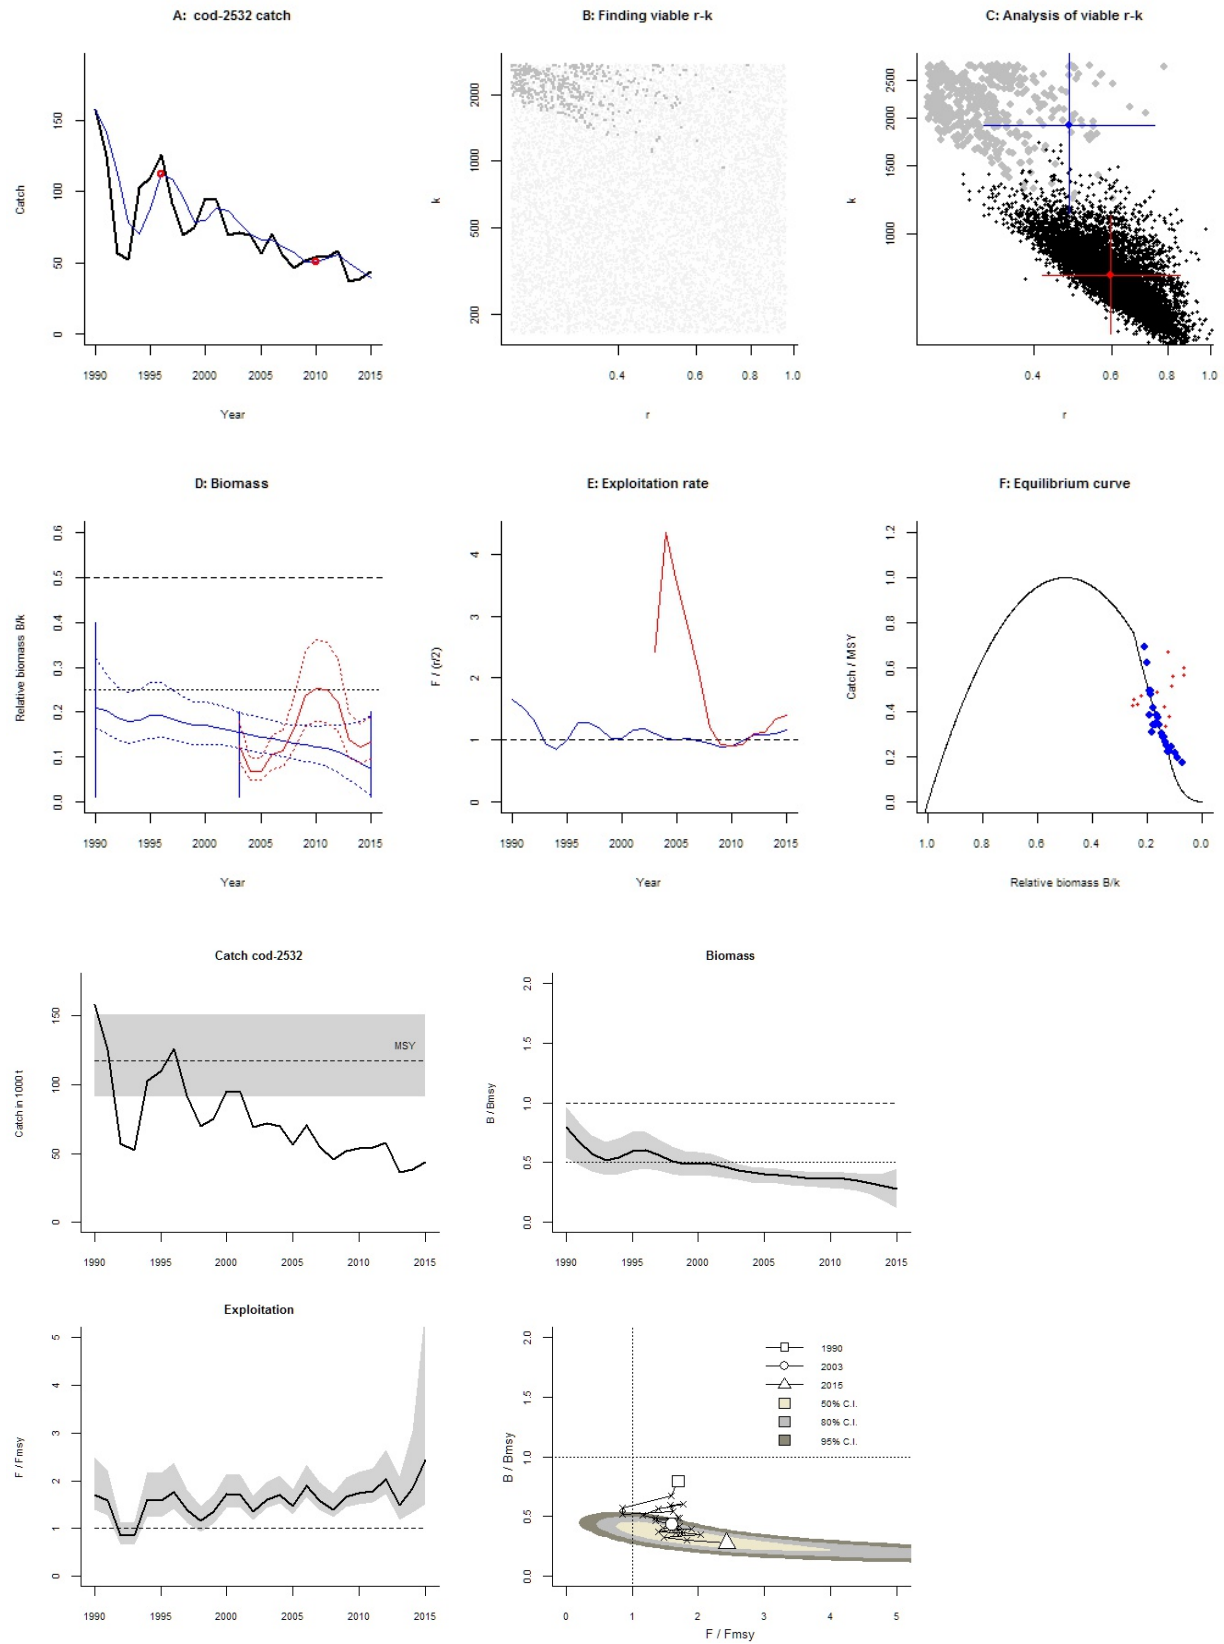 A: cod-2532 catch
Catch
150
100
50
0
1990 1995 2000 2005 2010 2015
Year
B: Finding viable r-k
k
2000
1000
500
200
0.4 0.6 0.8 1.0
r
C: Analysis of viable r-k
k
2500
2000
1500
1000
0.4 0.6 0.8 1.0
r
D: Biomass
Relative biomass B/k
0.6
0.5
0.4
0.3
0.2
0.1
0.0
1990 1995 2000 2005 2010 2015
Year
E: Exploitation rate
F / (r/2)
4
3
2
1
0
1990 1995 2000 2005 2010 2015
Year
F: Equilibrium curve
Catch / MSY
1.2
1.0
0.8
0.6
0.4
0.2
0.0
1.0 0.8 0.6 0.4 0.2 0.0
Relative biomass B/k
Catch cod-2532
Catch in 1000 t
150
100
50
0
MSY
1990 1995 2000 2005 2010 2015
Biomass
B / Bmsy
2.0
1.5
1.0
0.5
0.0
1990 1995 2000 2005 2010 2015
Exploitation
F / Fmsy
5
4
3
2
1
0
1990 1995 2000 2005 2010 2015
B / Bmsy
2.0
1.5
1.0
0.5
0.0
1990
2003
2015
50% C.I.
80% C.I.
95% C.I.
0 1 2 3 4 5
F / Fmsy